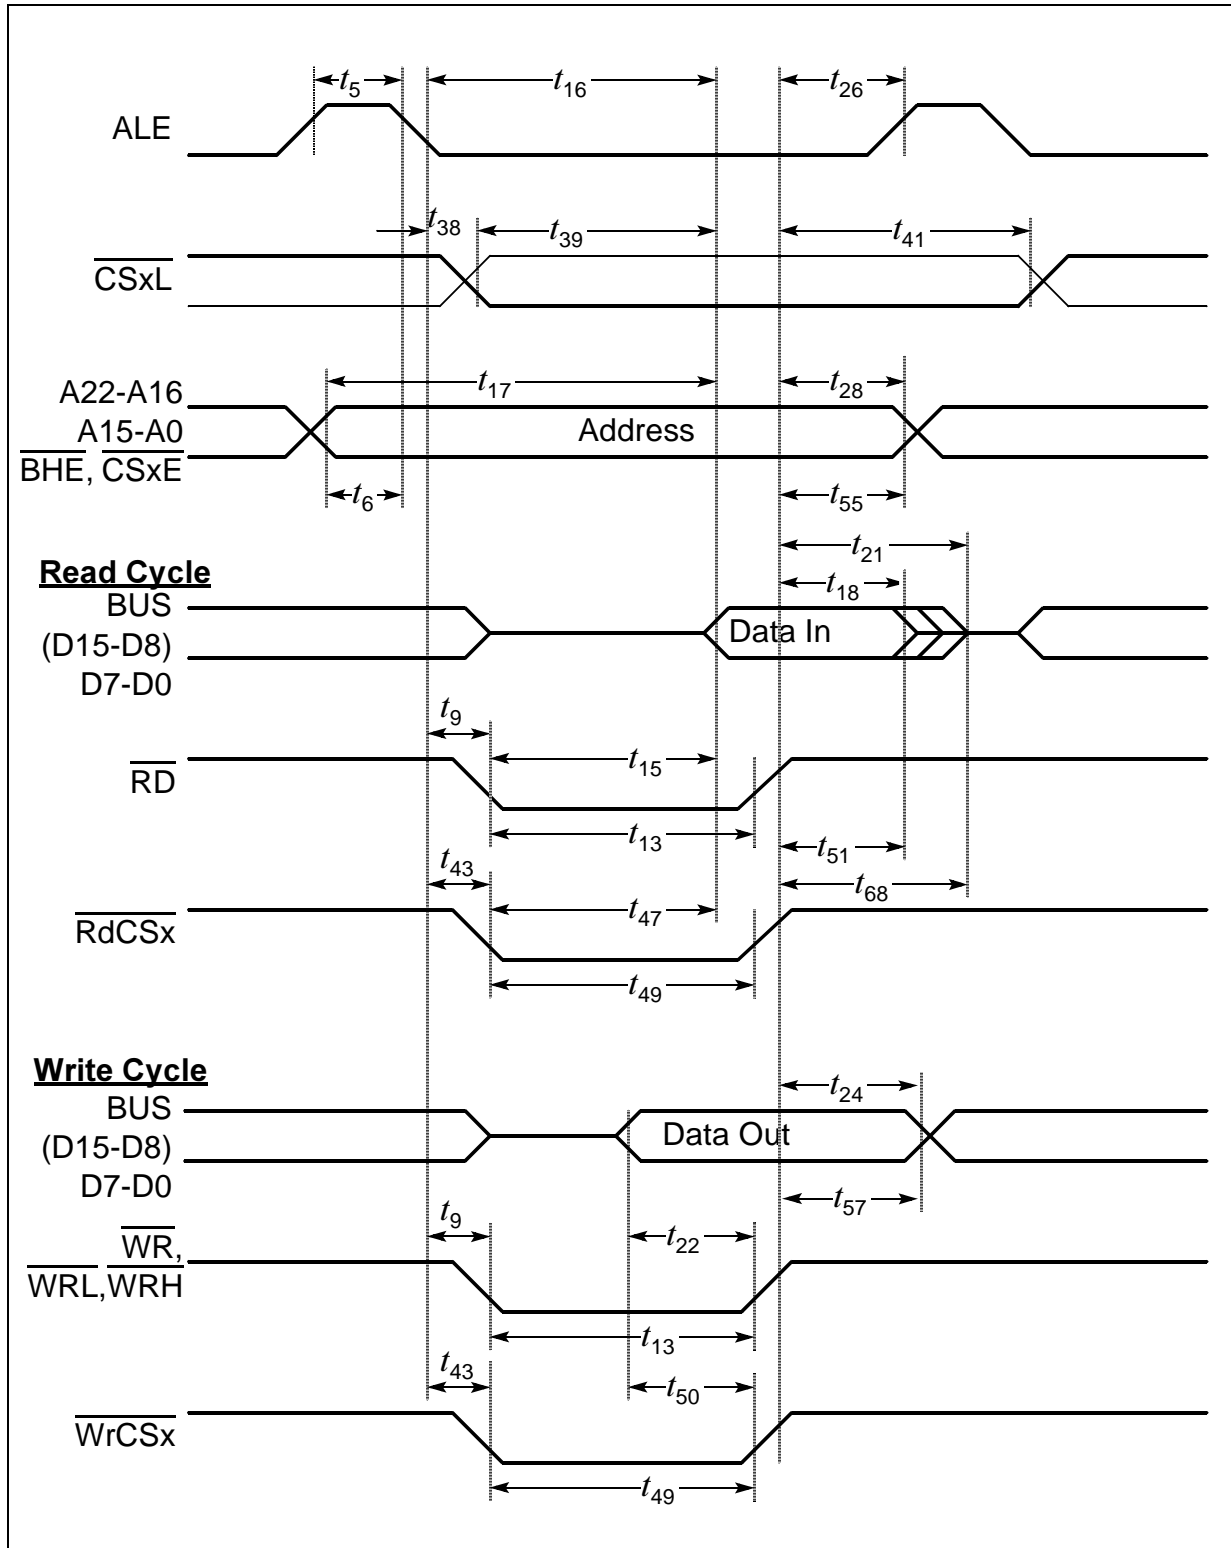 t5
t16
t26
ALE
t38
t39
t41
CSxL
t17
t28
A22-A16
A15-A0
BHE, CSxE
Address
t6
t55
t21
t18
Read Cycle
BUS
(D15-D8)
D7-D0
Data In
t9
t15
RD
t13
t51
t43
t68
t47
RdCSx
t49
Write Cycle
t24
BUS
(D15-D8)
D7-D0
Data Out
t57
t9
t22
WR,
WRL,WRH
t13
t43
t50
WrCSx
t49